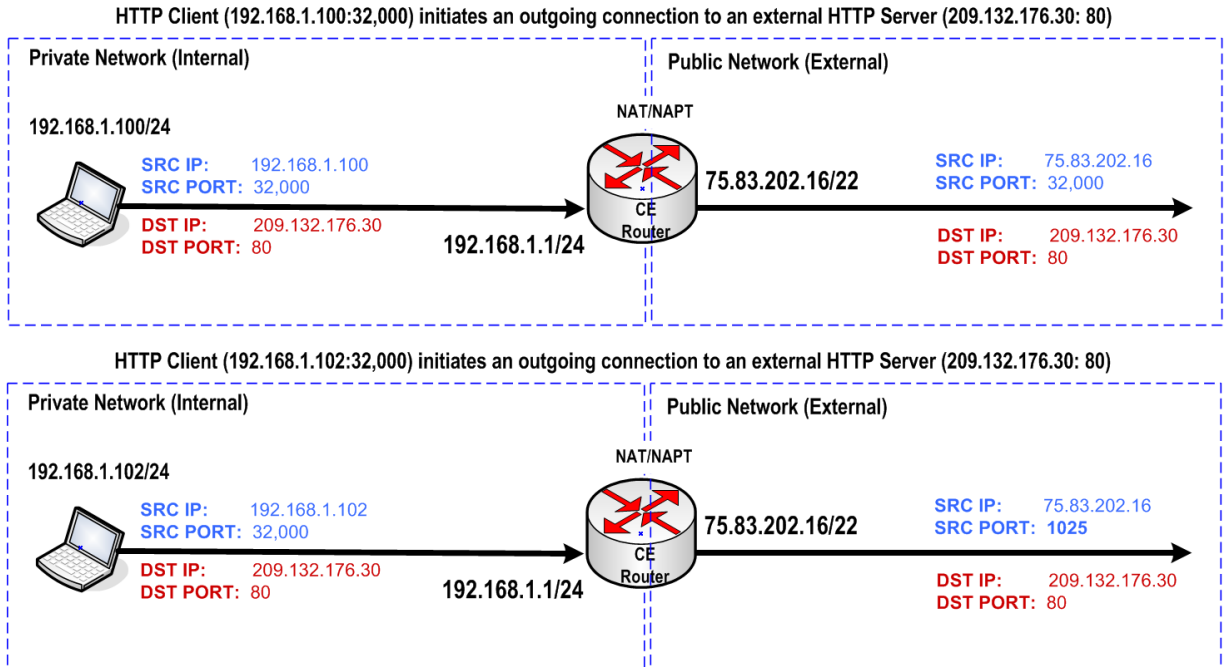 HTTP Client (192.168.1.100:32,000) initiates an outgoing connection to an external HTTP Server (209.132.176.30: 80)
Private Network (Internal)
Public Network (External)
NAT/NAPT
192.168.1.100/24
SRC IP: 192.168.1.100
SRC PORT: 32,000
DST IP: 209.132.176.30
DST PORT: 80
192.168.1.1/24
CE
Router
75.83.202.16/22
SRC IP: 75.83.202.16
SRC PORT: 32,000
DST IP: 209.132.176.30
DST PORT: 80
HTTP Client (192.168.1.102:32,000) initiates an outgoing connection to an external HTTP Server (209.132.176.30: 80)
Private Network (Internal)
Public Network (External)
NAT/NAPT
192.168.1.102/24
SRC IP: 192.168.1.102
SRC PORT: 32,000
DST IP: 209.132.176.30
DST PORT: 80
192.168.1.1/24
CE
Router
75.83.202.16/22
SRC IP: 75.83.202.16
SRC PORT: 1025
DST IP: 209.132.176.30
DST PORT: 80